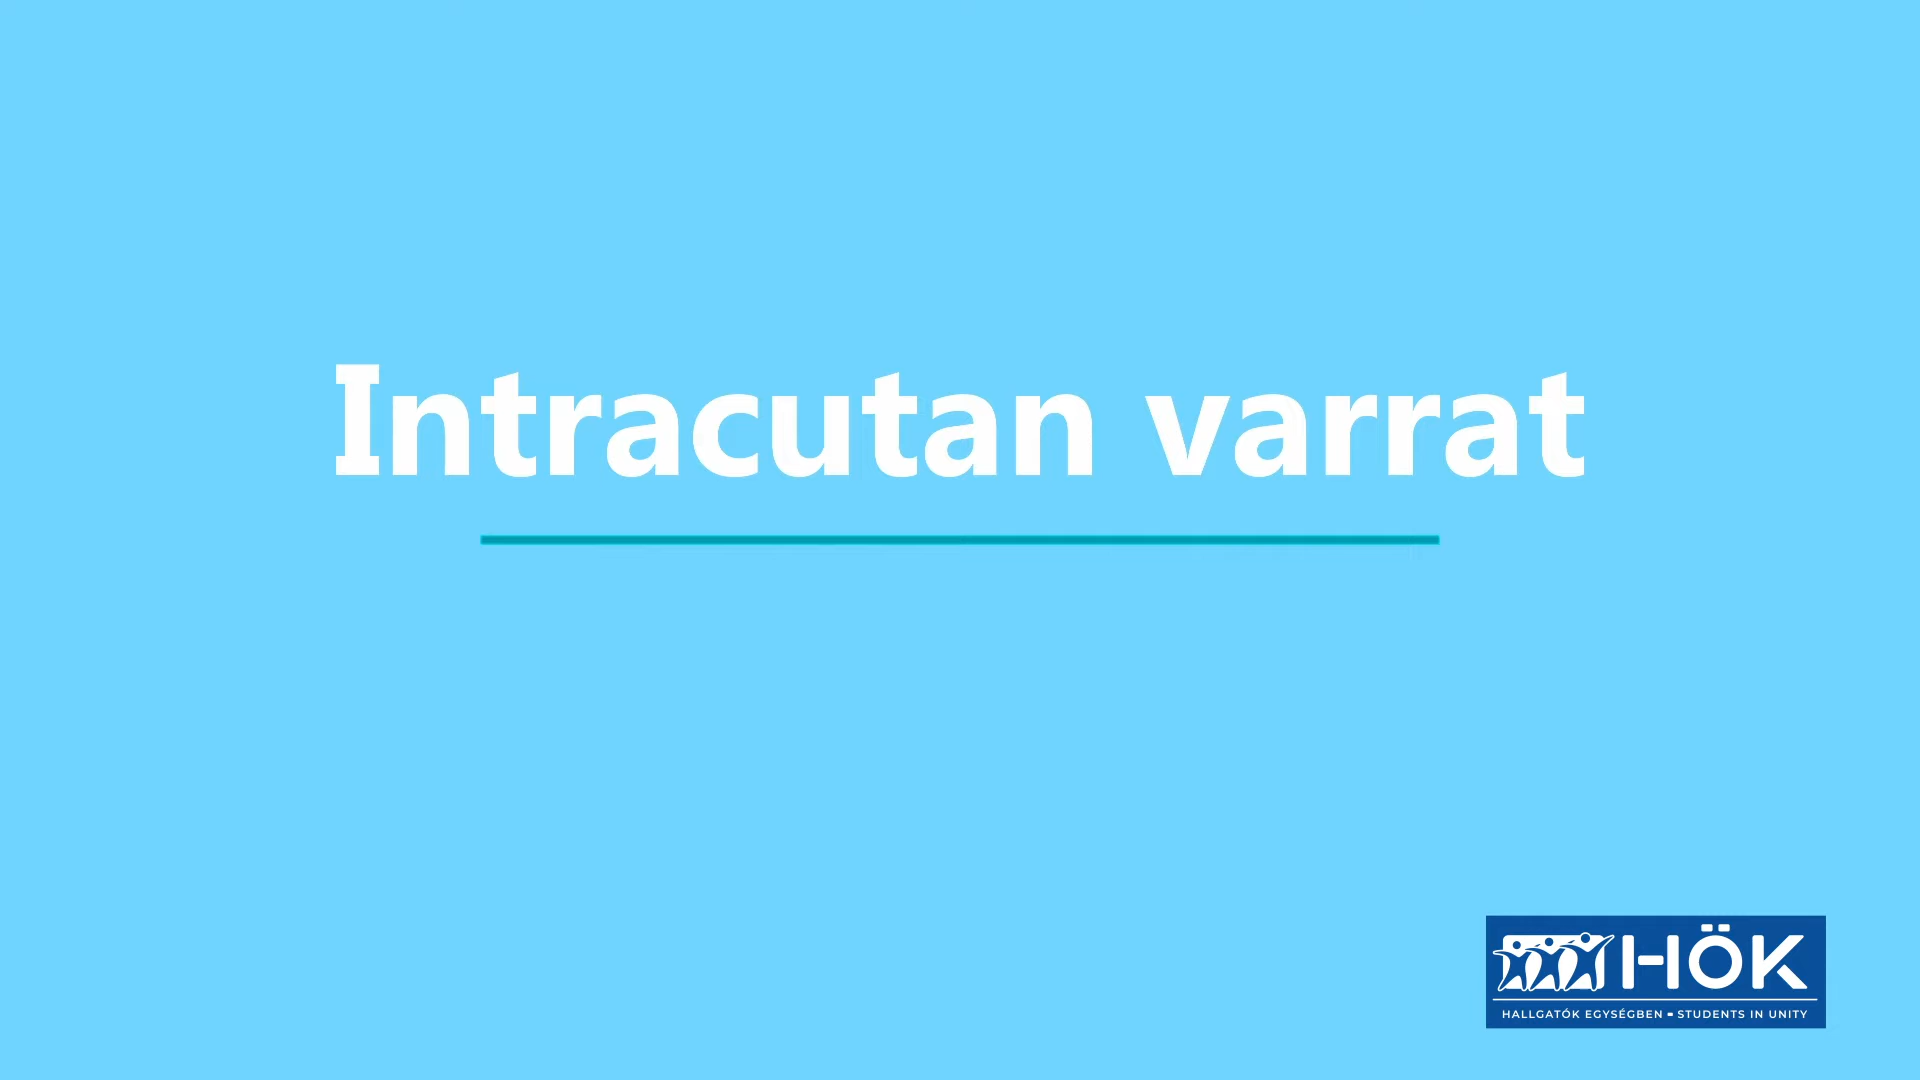 Intracutan varrat
HÖK
HALLGATÓK EGYSÉGBEN - STUDENTS IN UNITY